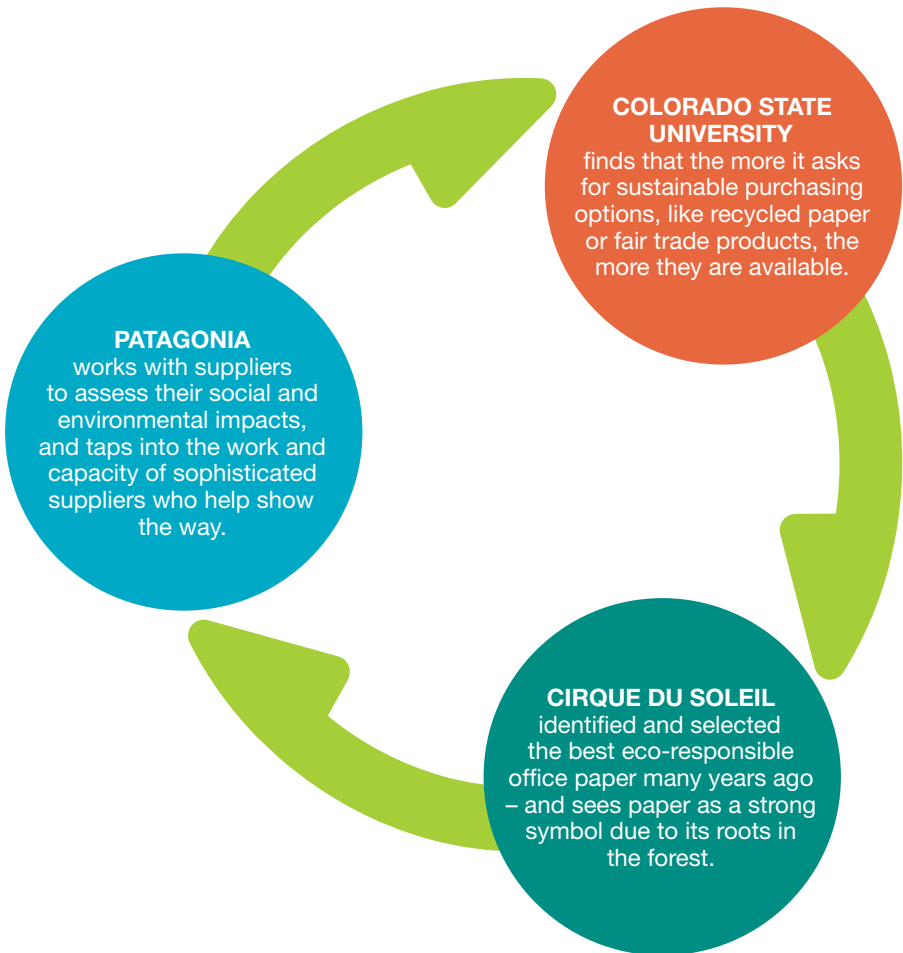 COLORADO STATE
UNIVERSITY
finds that the more it asks
for sustainable purchasing
options, like recycled paper
or fair trade products, the
more they are available.
PATAGONIA
works with suppliers
to assess their social and
environmental impacts,
and taps into the work and
capacity of sophisticated
suppliers who help show
the way.
CIRQUE DU SOLEIL
identified and selected
the best eco-responsible
office paper many years ago
– and sees paper as a strong
symbol due to its roots in
the forest.